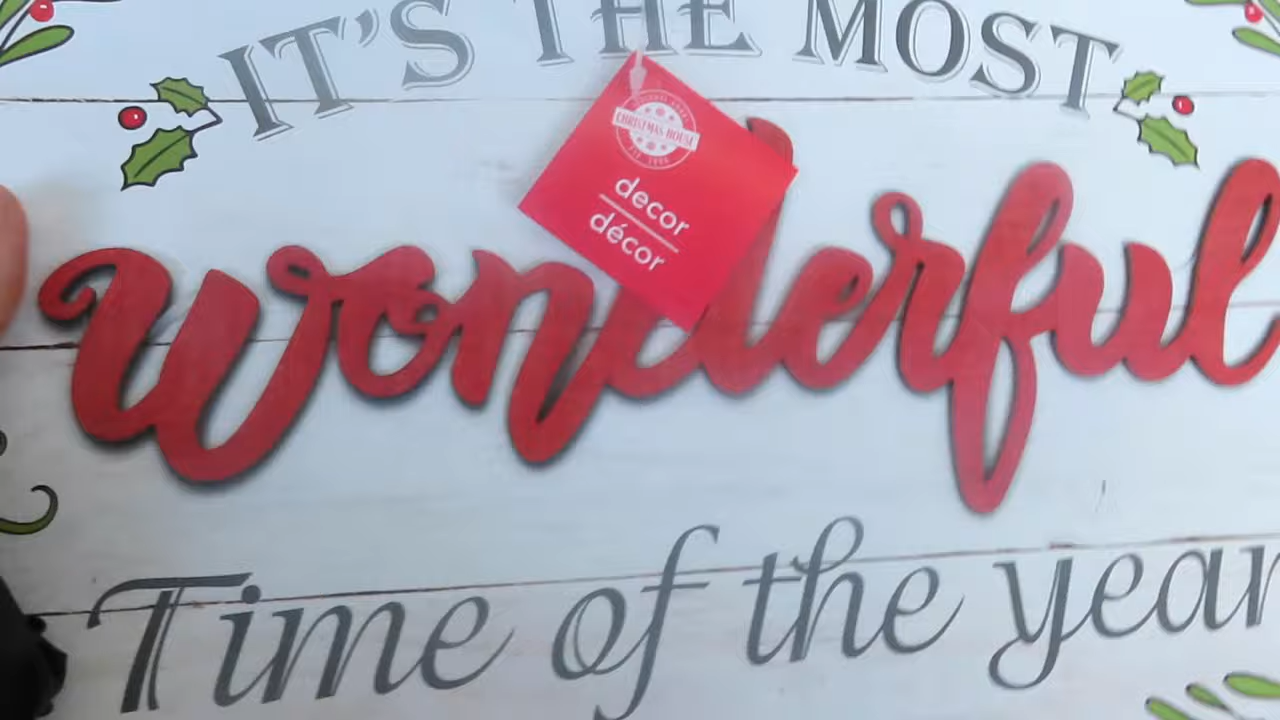 IT'S THE MOST
CHRISTMAS HOUSE
decor
décor
wonderful
Time of the year